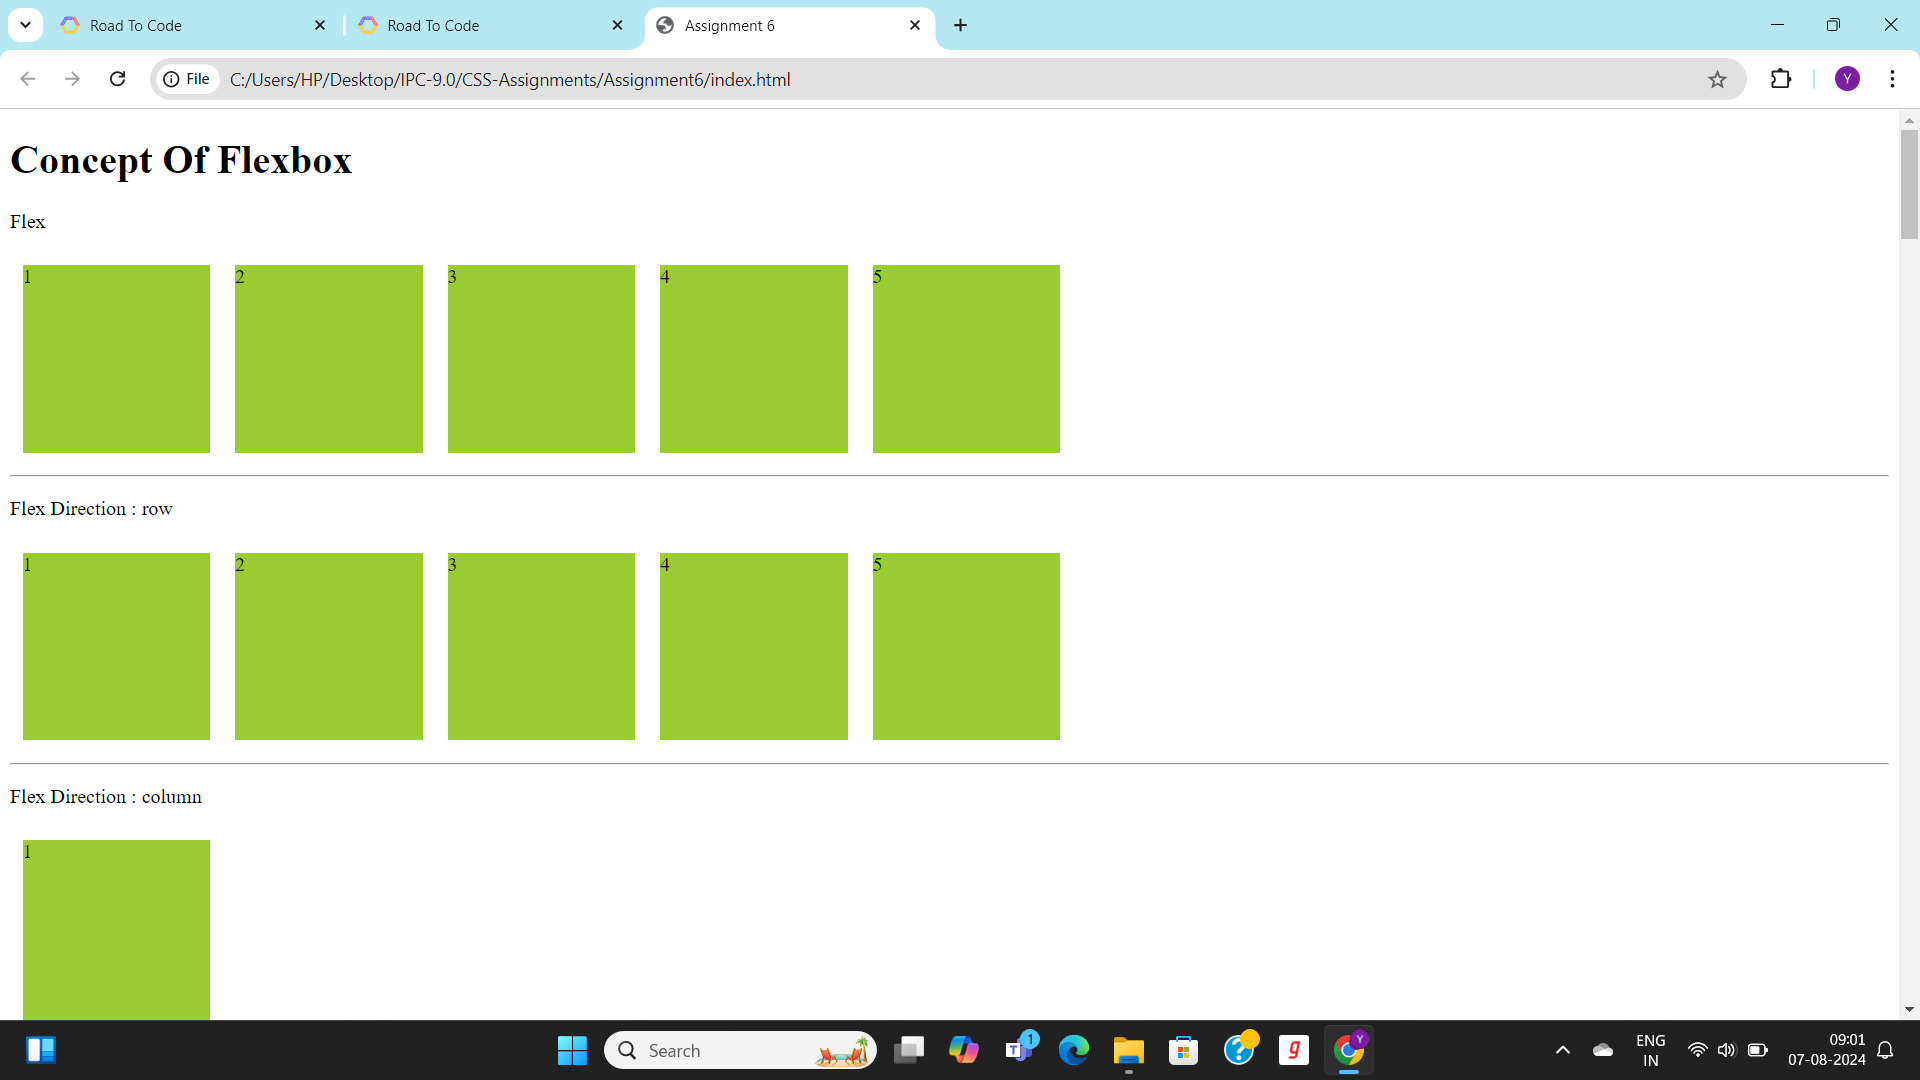 Road To Code
Road To Code
Assignment 6
File
C:/Users/HP/Desktop/IPC-9.0/CSS-Assignments/Assignment6/index.html
Y
Concept Of Flexbox
Flex
1 2 3 4 5
Flex Direction : row
1 2 3 4 5
Flex Direction : column
1
Search
T
1
?
g
Y
ENG
IN
09:01
07-08-2024